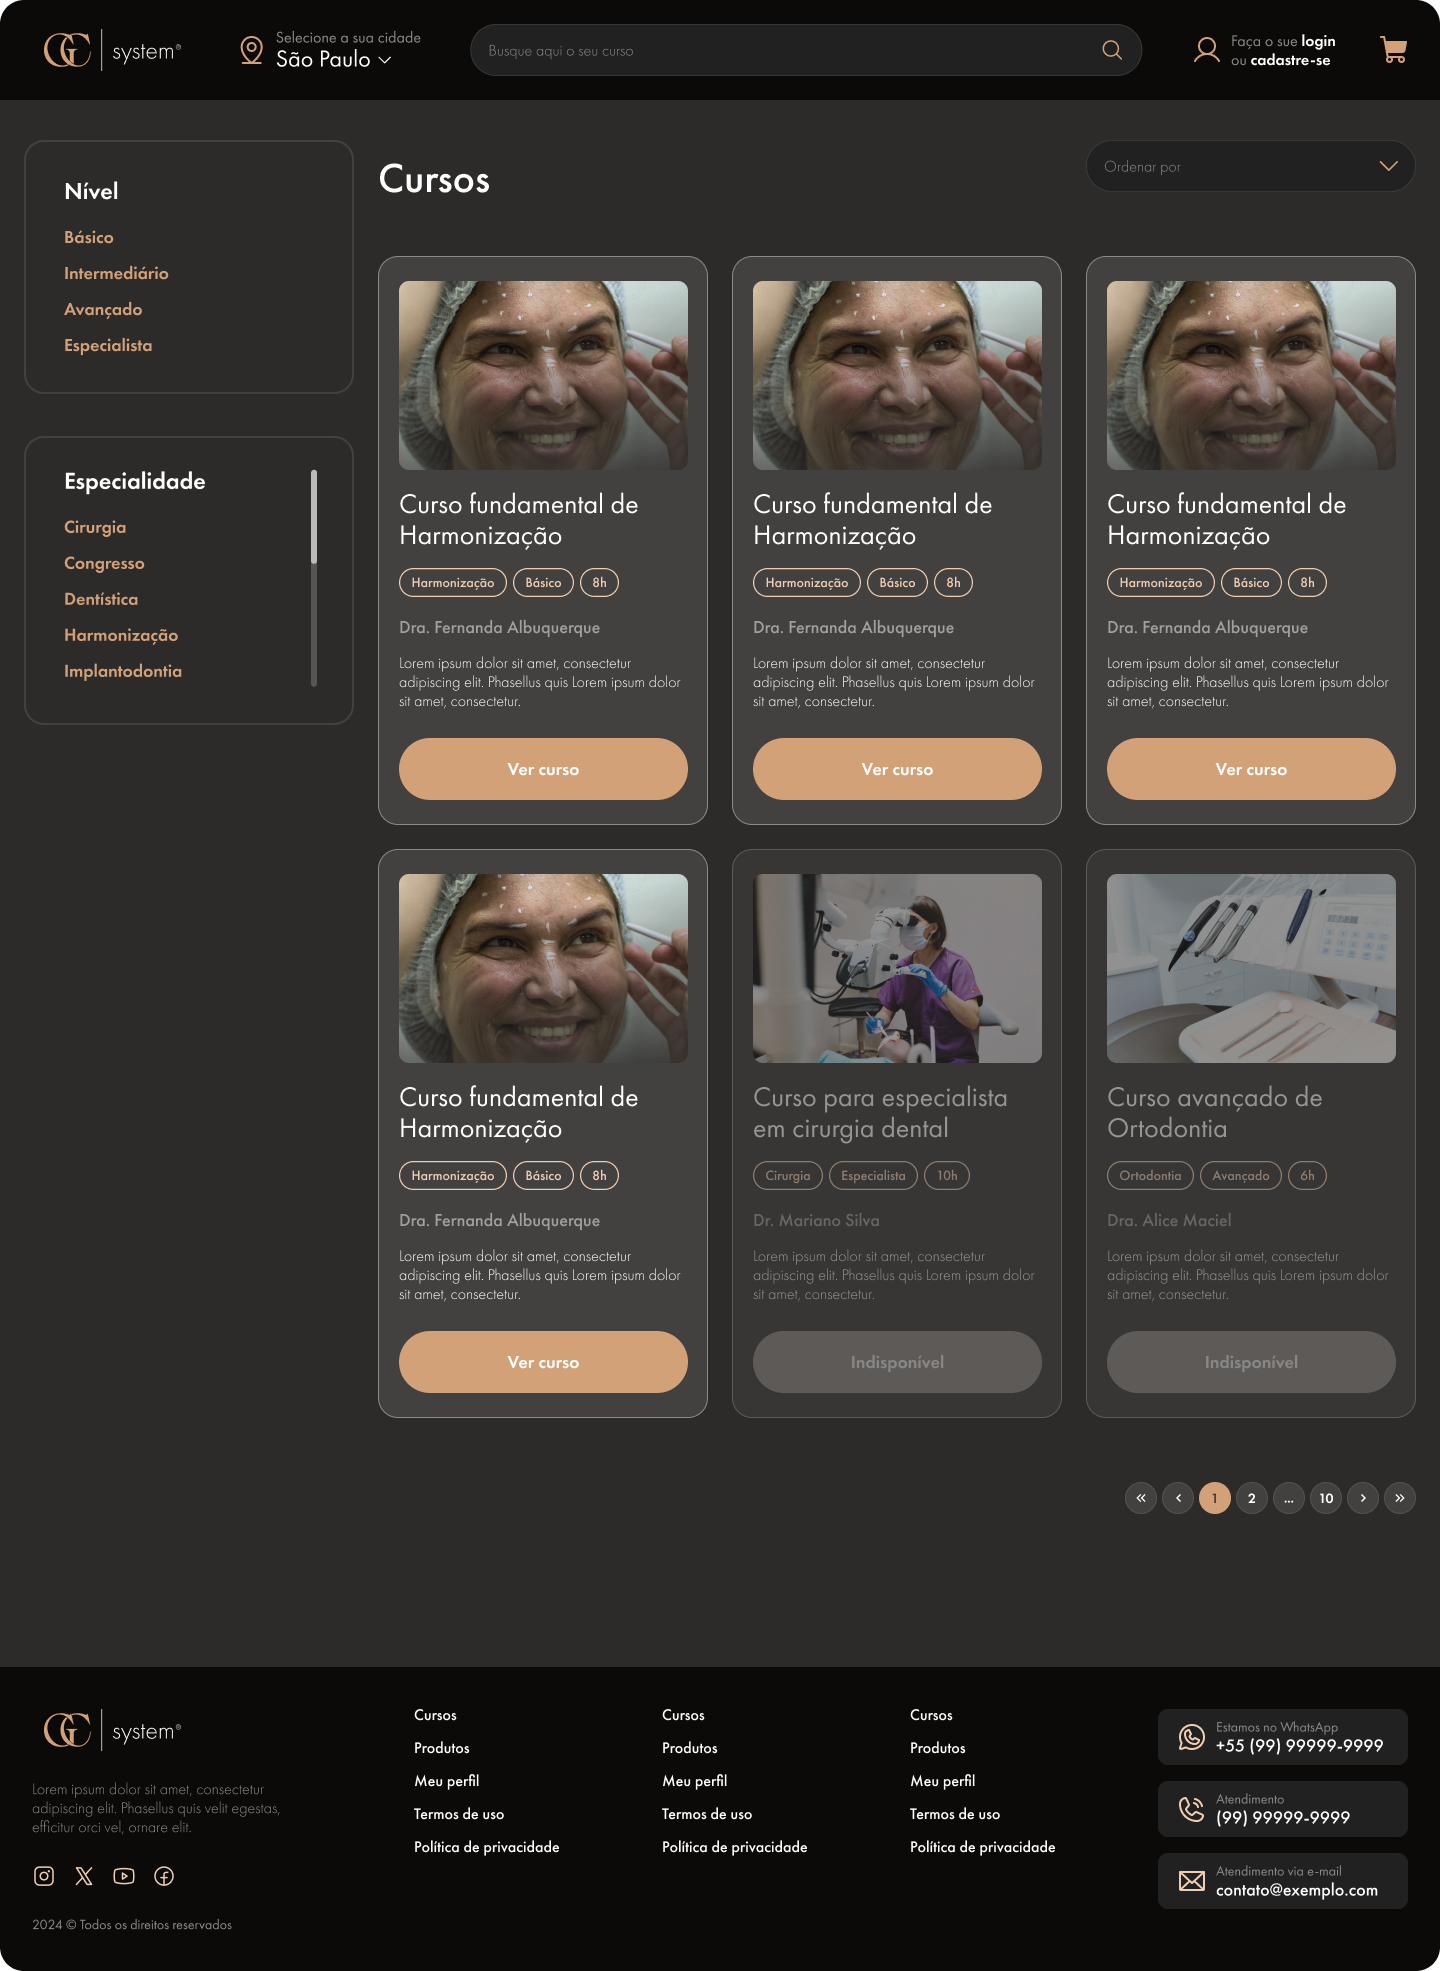 GC system®
Selecione a sua cidade
São Paulo
Busque aqui o seu curso
Faça o sue login
ou cadastre-se
Nível
Básico
Intermediário
Avançado
Especialista
Especialidade
Cirurgia
Congresso
Dentística
Harmonização
Implantodontia
Cursos
Ordenar por
Curso fundamental de
Harmonização
Harmonização Básico 8h
Dra. Fernanda Albuquerque
Lorem ipsum dolor sit amet, consectetur
adipiscing elit. Phasellus quis Lorem ipsum dolor
sit amet, consectetur.
Ver curso
Curso fundamental de
Harmonização
Harmonização Básico 8h
Dra. Fernanda Albuquerque
Lorem ipsum dolor sit amet, consectetur
adipiscing elit. Phasellus quis Lorem ipsum dolor
sit amet, consectetur.
Ver curso
Curso fundamental de
Harmonização
Harmonização Básico 8h
Dra. Fernanda Albuquerque
Lorem ipsum dolor sit amet, consectetur
adipiscing elit. Phasellus quis Lorem ipsum dolor
sit amet, consectetur.
Ver curso
Curso fundamental de
Harmonização
Harmonização Básico 8h
Dra. Fernanda Albuquerque
Lorem ipsum dolor sit amet, consectetur
adipiscing elit. Phasellus quis Lorem ipsum dolor
sit amet, consectetur.
Ver curso
Curso para especialista
em cirurgia dental
Cirurgia Especialista 10h
Dr. Mariano Silva
Lorem ipsum dolor sit amet, consectetur
adipiscing elit. Phasellus quis Lorem ipsum dolor
sit amet, consectetur.
Indisponível
Curso avançado de
Ortodontia
Ortodontia Avançado 6h
Dra. Alice Maciel
Lorem ipsum dolor sit amet, consectetur
adipiscing elit. Phasellus quis Lorem ipsum dolor
sit amet, consectetur.
Indisponível
« ‹ 1 2 ... 10 › »
GC system®
Lorem ipsum dolor sit amet, consectetur
adipiscing elit. Phasellus quis velit egestas,
efficitur orci vel, ornare elit.
2024 © Todos os direitos reservados
Cursos
Produtos
Meu perfil
Termos de uso
Política de privacidade
Cursos
Produtos
Meu perfil
Termos de uso
Política de privacidade
Cursos
Produtos
Meu perfil
Termos de uso
Política de privacidade
Estamos no WhatsApp
+55 (99) 99999-9999
Atendimento
(99) 99999-9999
Atendimento via e-mail
contato@exemplo.com